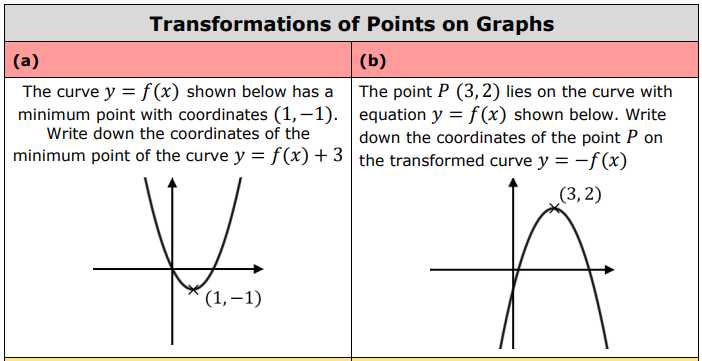 Transformations of Points on Graphs
(a)
The curve y = f(x) shown below has a
minimum point with coordinates (1, −1).
Write down the coordinates of the
minimum point of the curve y = f(x) + 3
(1, −1)
(b)
The point P (3, 2) lies on the curve with
equation y = f(x) shown below. Write
down the coordinates of the point P on
the transformed curve y = −f(x)
(3, 2)